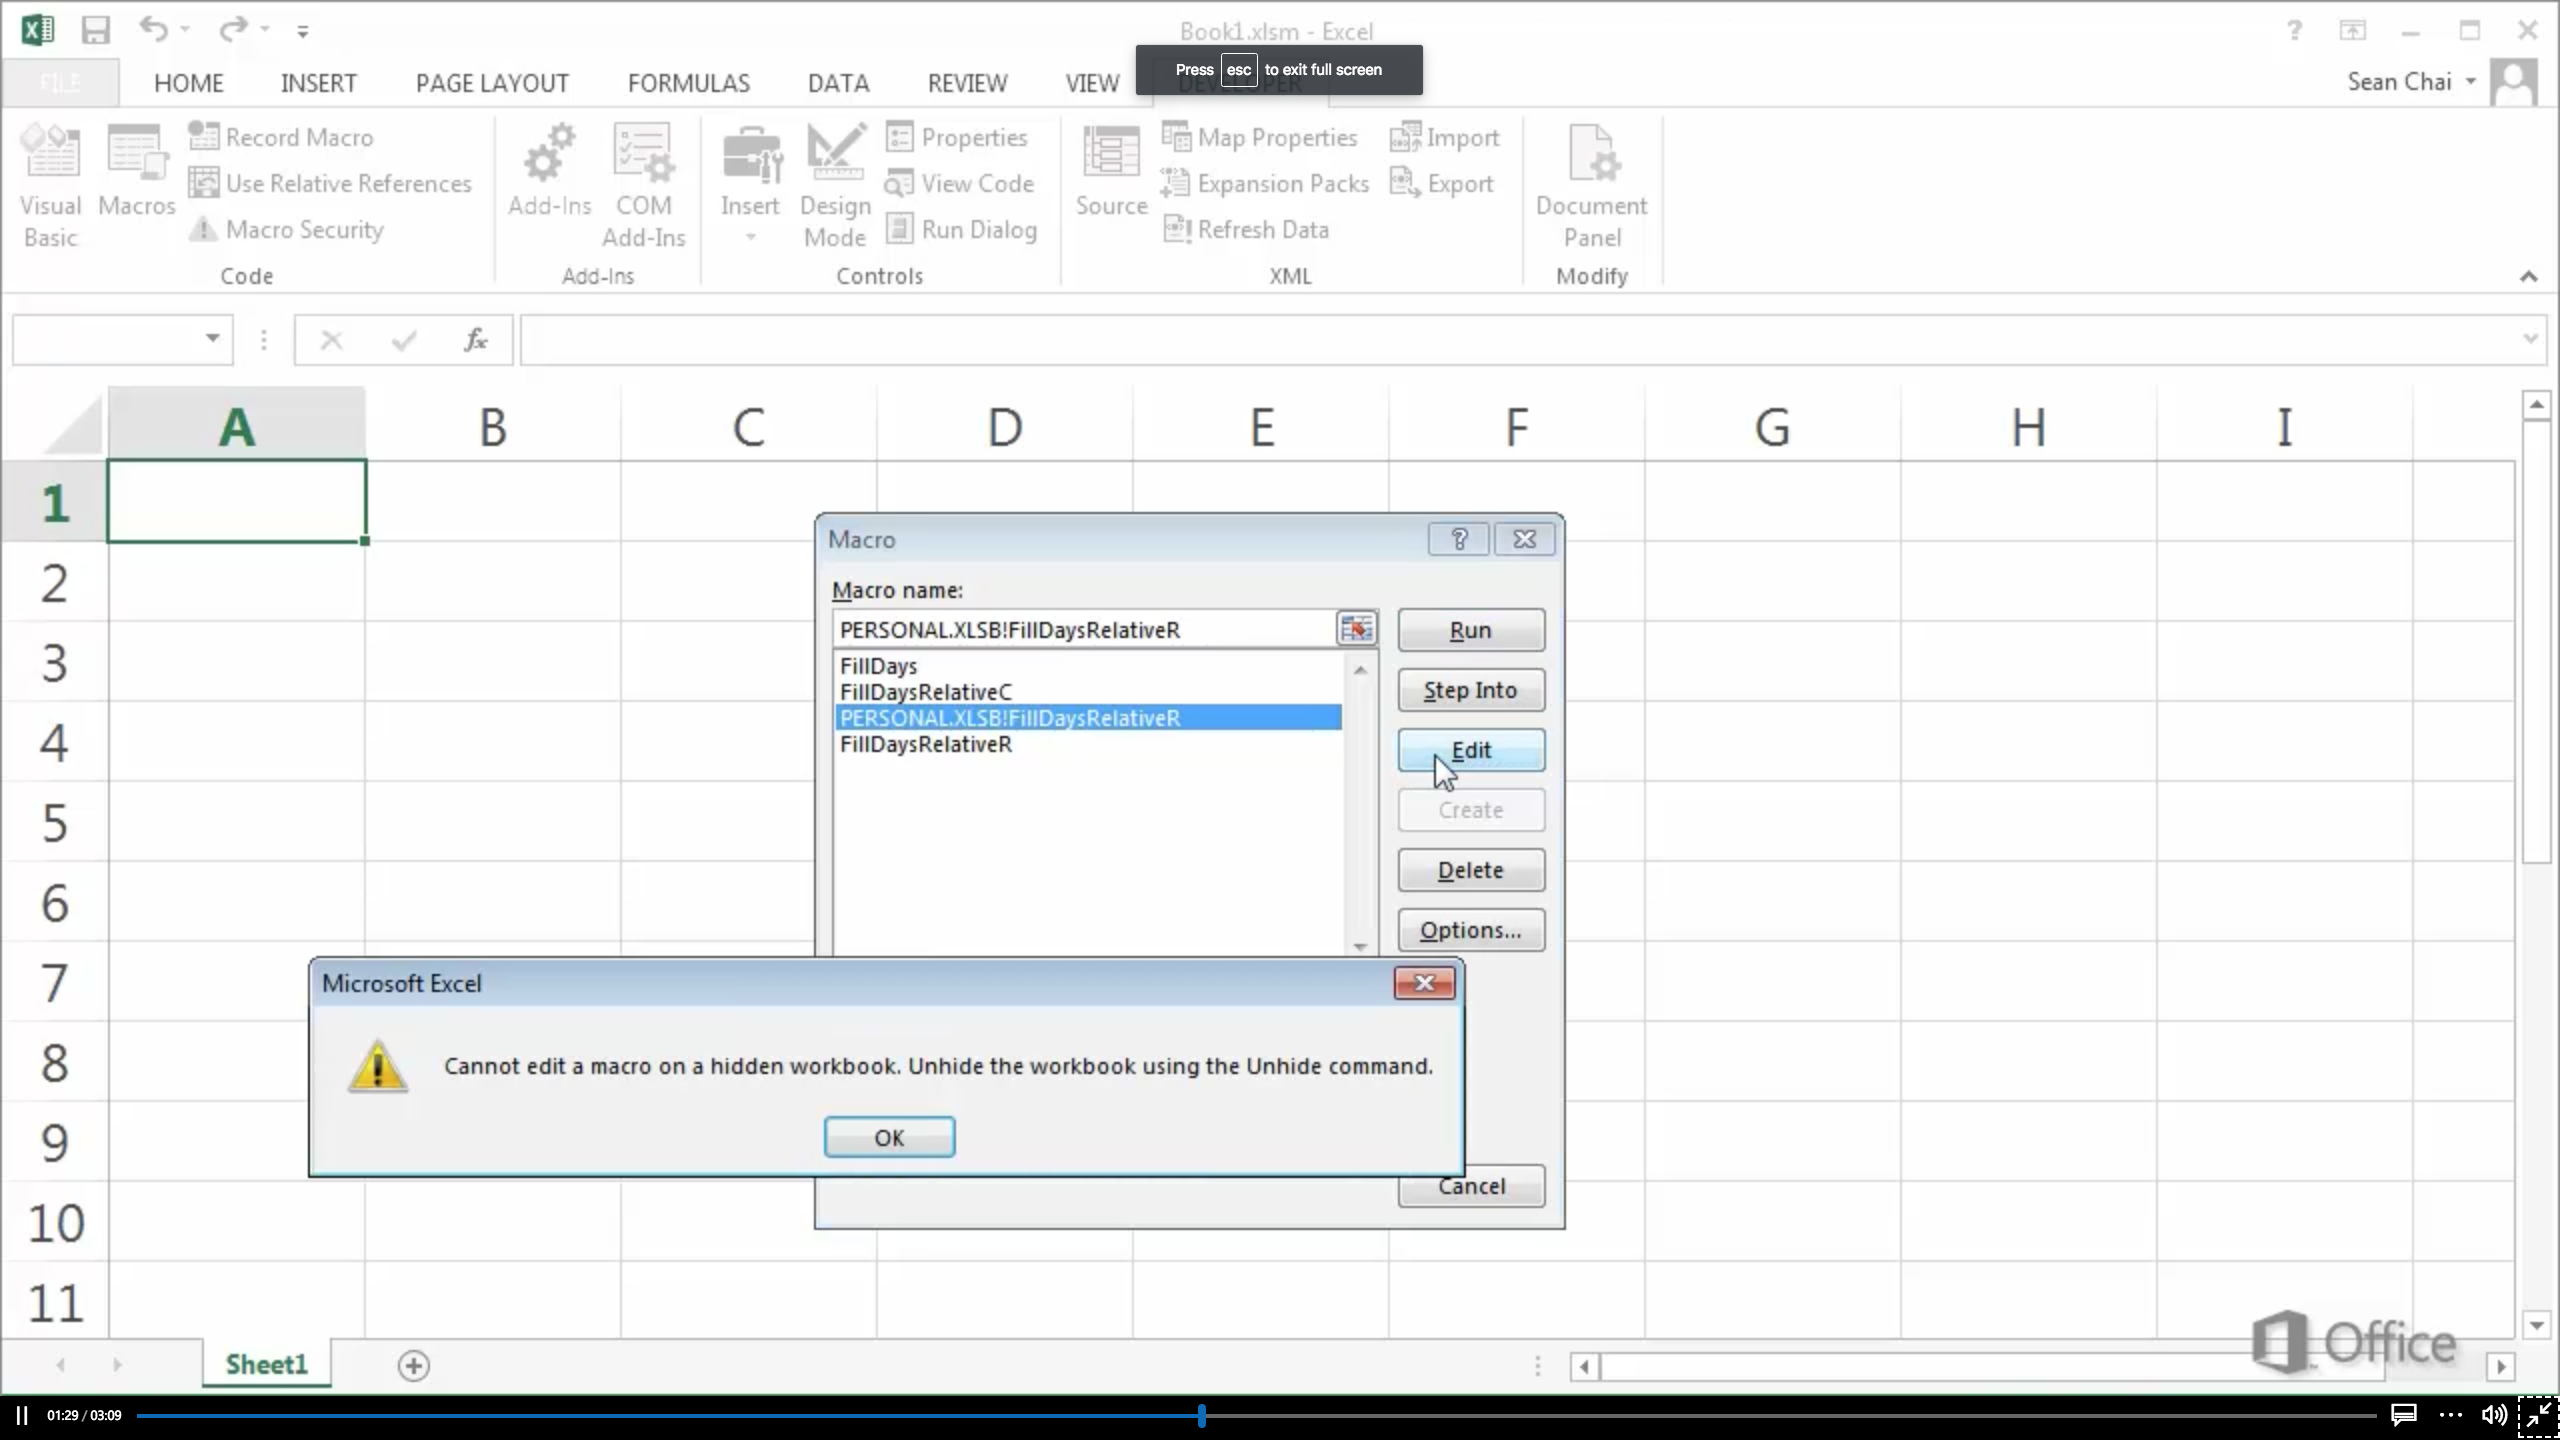 Book1.xlsm - Excel
?
Press esc to exit full screen
FILE HOME INSERT PAGE LAYOUT FORMULAS DATA REVIEW VIEW DEVELOPER Sean Chai
Record Macro Properties Map Properties Import
Use Relative References View Code Expansion Packs Export
Visual Macros Add-Ins COM Insert Design Source Document
Basic Macro Security Add-Ins Mode Run Dialog Refresh Data Panel
Code Add-Ins Controls XML Modify
fx
A B C D E F G H I
1
2
3
4
5
6
7
8
9
10
11
Macro
?
Macro name:
PERSONAL.XLSB!FillDaysRelativeR
FillDays
FillDaysRelativeC
PERSONAL.XLSB!FillDaysRelativeR
FillDaysRelativeR
Run
Step Into
Edit
Create
Delete
Options...
Microsoft Excel
Cannot edit a macro on a hidden workbook. Unhide the workbook using the Unhide command.
OK
Cancel
Office
Sheet1
01:29 / 03:09